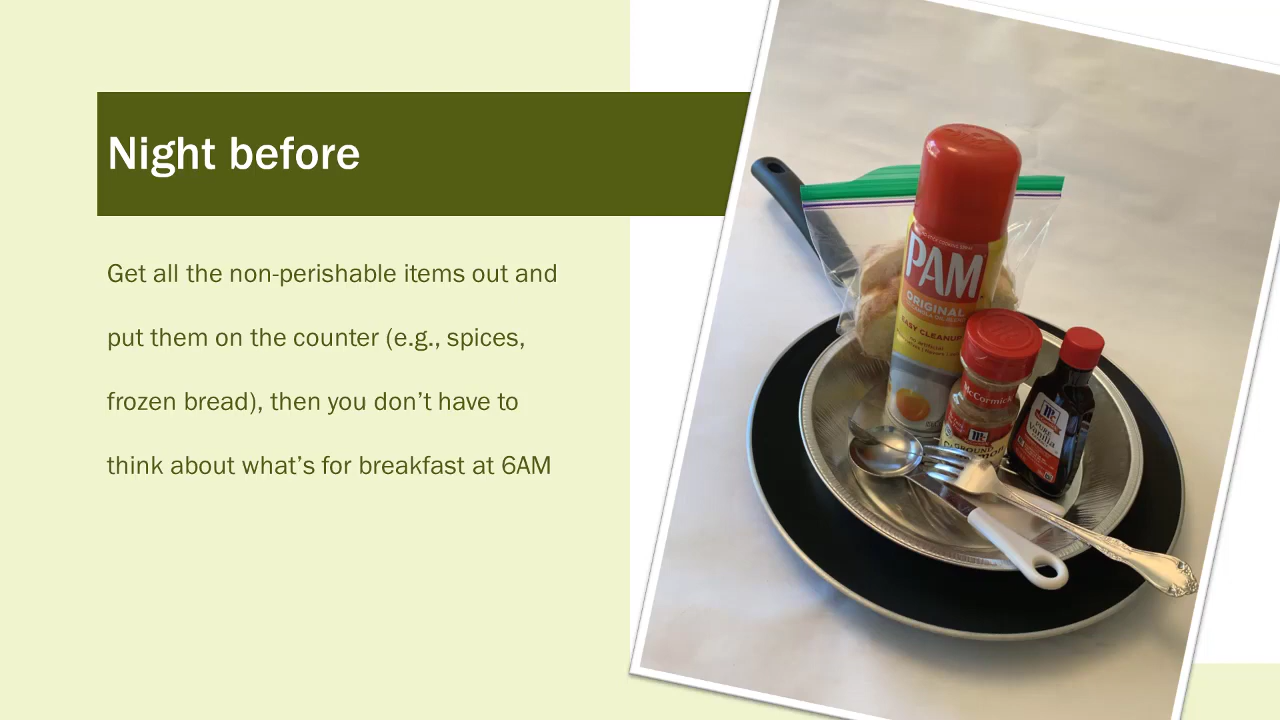 Night before
Get all the non-perishable items out and
put them on the counter (e.g., spices,
frozen bread), then you don’t have to
think about what’s for breakfast at 6AM
PAM
ORIGINAL
EASY CLEANUP
McCormick
GROUND
PURE
Vanilla